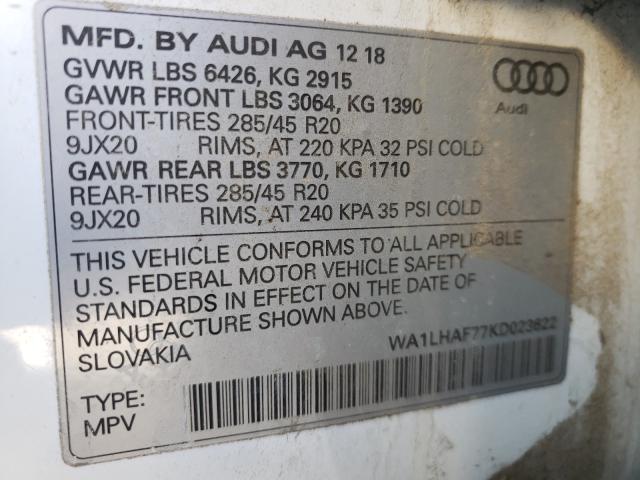 MFD. BY AUDI AG 12 18
GVWR LBS 6426, KG 2915
GAWR FRONT LBS 3064, KG 1390
FRONT-TIRES 285/45 R20
9JX20 RIMS, AT 220 KPA 32 PSI COLD
GAWR REAR LBS 3770, KG 1710
REAR-TIRES 285/45 R20
9JX20 RIMS, AT 240 KPA 35 PSI COLD
Audi
THIS VEHICLE CONFORMS TO ALL APPLICABLE
U.S. FEDERAL MOTOR VEHICLE SAFETY
STANDARDS IN EFFECT ON THE DATE OF
MANUFACTURE SHOWN ABOVE.
SLOVAKIA
WA1LHAF77KD023622
TYPE:
MPV